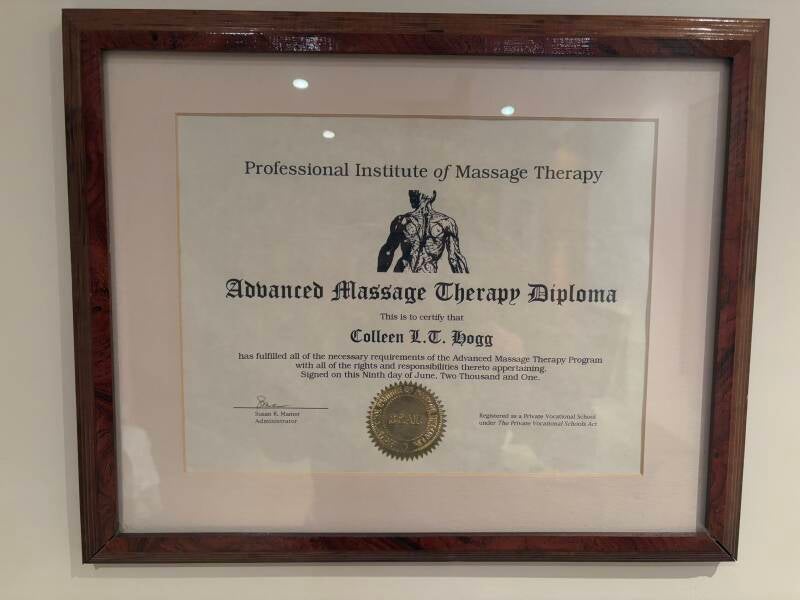 Professional Institute of Massage Therapy
Advanced Massage Therapy Diploma
This is to certify that
Colleen L.T. Hogg
has fulfilled all of the necessary requirements of the Advanced Massage Therapy Program
with all of the rights and responsibilities thereto appertaining.
Signed on this Ninth day of June, Two Thousand and One.
Administrator
SEAL
Registered as a Private Vocational School
under The Private Vocational Schools Act